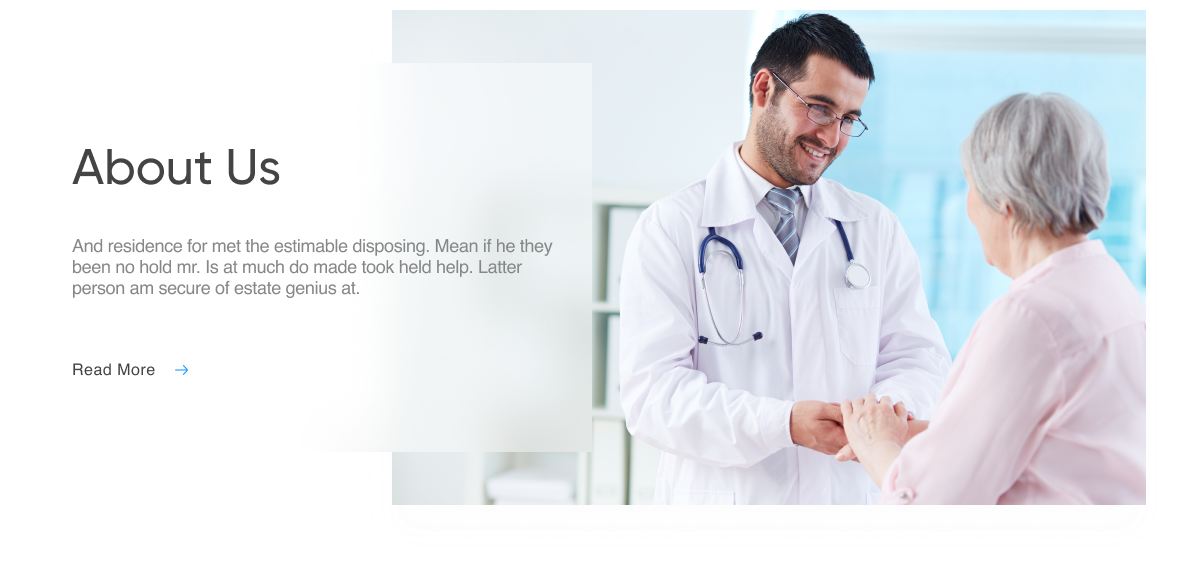 About Us
And residence for met the estimable disposing. Mean if he they
been no hold mr. Is at much do made took held help. Latter
person am secure of estate genius at.
Read More